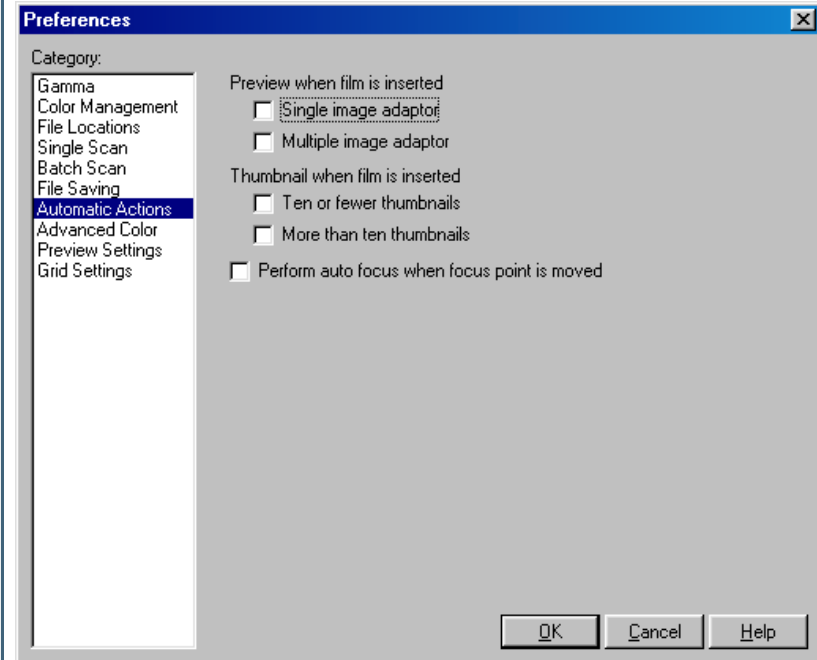 Preferences
Category:
Gamma
Color Management
File Locations
Single Scan
Batch Scan
File Saving
Automatic Actions
Advanced Color
Preview Settings
Grid Settings
Preview when film is inserted
Single image adaptor
Multiple image adaptor
Thumbnail when film is inserted
Ten or fewer thumbnails
More than ten thumbnails
Perform auto focus when focus point is moved
OK Cancel Help